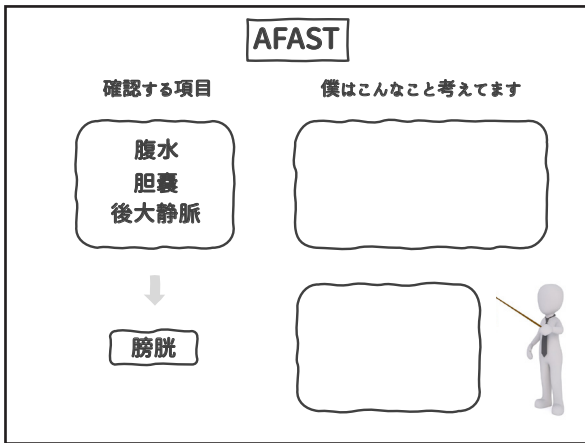 AFAST
確認する項目
僕はこんなこと考えてます
腹水
胆嚢
後大静脈
膀胱